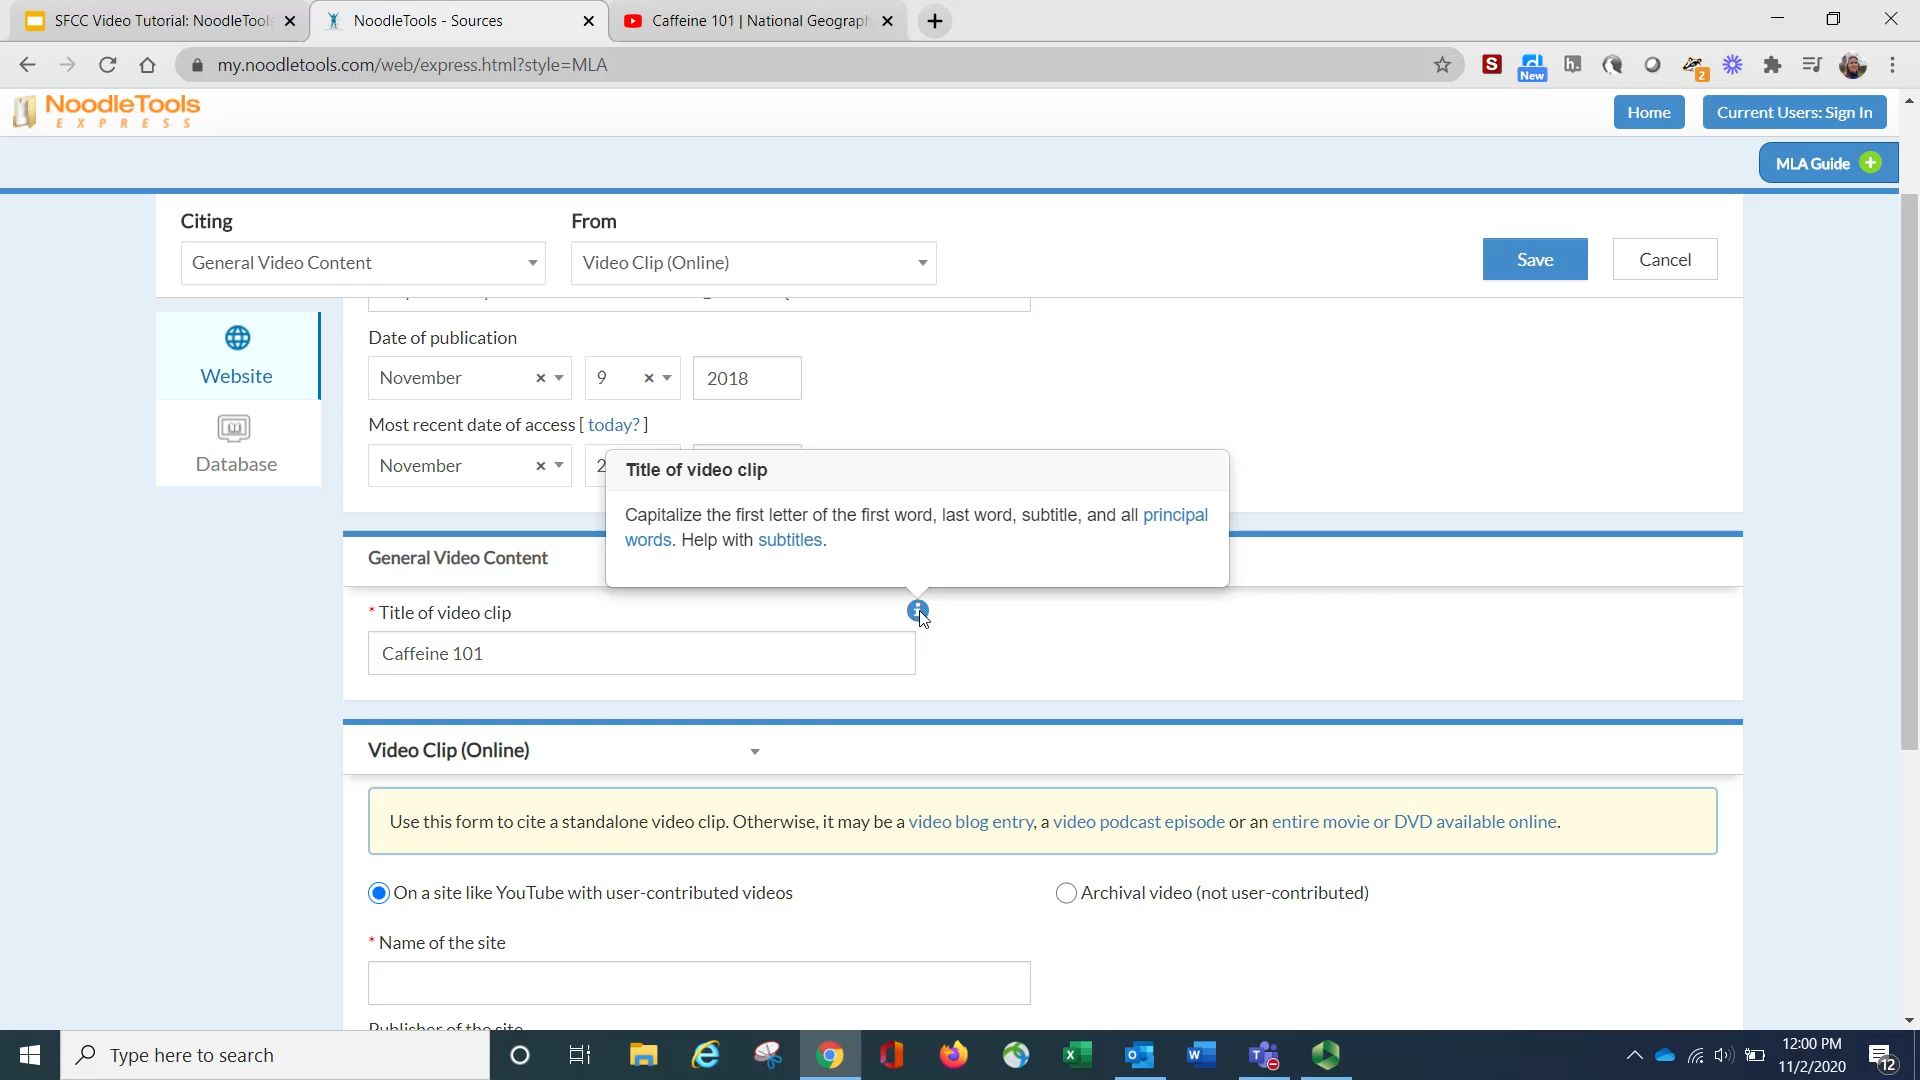 SFCC Video Tutorial: NoodleTools
NoodleTools - Sources
Caffeine 101 | National Geograph
my.noodletools.com/web/express.html?style=MLA
S
New
h.
2
NoodleTools
EXPRESS
Home
Current Users: Sign In
MLA Guide
Citing
From
General Video Content
Video Clip (Online)
Save
Cancel
Website
Database
Date of publication
November
9
2018
Most recent date of access [ today? ]
November
2
Title of video clip
Capitalize the first letter of the first word, last word, subtitle, and all principal
words. Help with subtitles.
General Video Content
* Title of video clip
Caffeine 101
Video Clip (Online)
Use this form to cite a standalone video clip. Otherwise, it may be a video blog entry, a video podcast episode or an entire movie or DVD available online.
On a site like YouTube with user-contributed videos
Archival video (not user-contributed)
* Name of the site
Publisher of the site
Type here to search
12:00 PM
11/2/2020
12